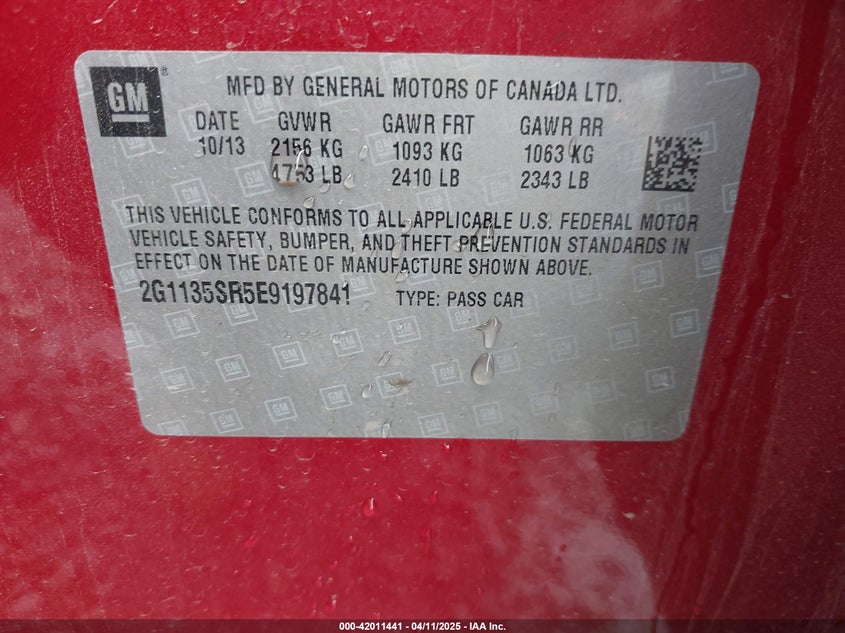 GM
MFD BY GENERAL MOTORS OF CANADA LTD.
DATE GVWR GAWR FRT GAWR RR
10/13 2156 KG 1093 KG 1063 KG
4753 LB 2410 LB 2343 LB
THIS VEHICLE CONFORMS TO ALL APPLICABLE U.S. FEDERAL MOTOR
VEHICLE SAFETY, BUMPER, AND THEFT PREVENTION STANDARDS IN
EFFECT ON THE DATE OF MANUFACTURE SHOWN ABOVE.
2G1135SR5E9197841 TYPE: PASS CAR
000-42011441 - 04/11/2025 - IAA Inc.